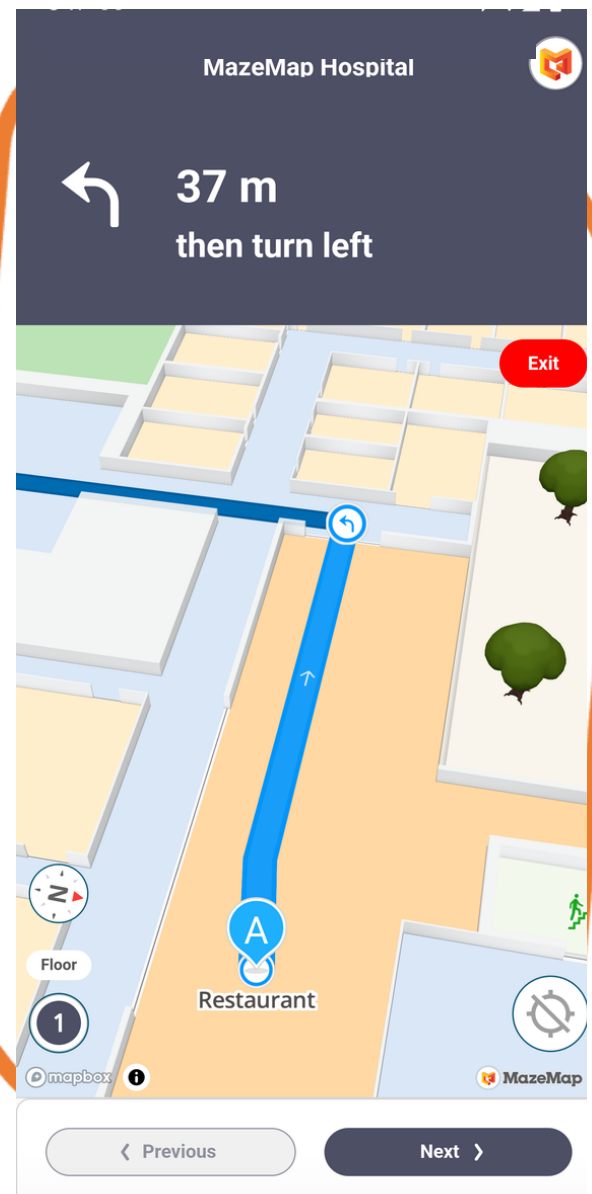 MazeMap Hospital
37 m
then turn left
Exit
A
N
Floor
Restaurant
1
mapbox
i
MazeMap
Previous
Next